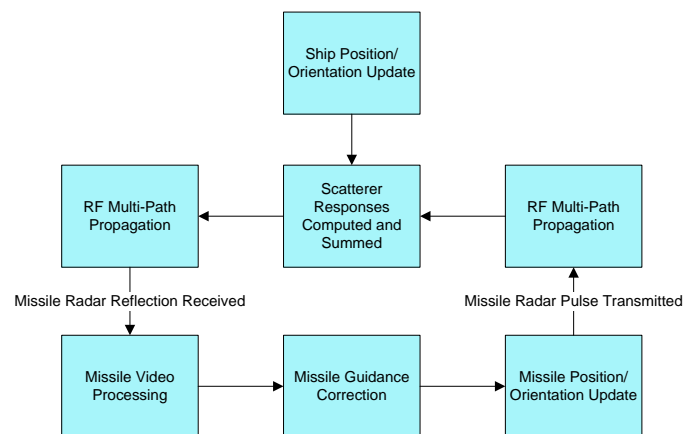 Ship Position/
Orientation Update
RF Multi-Path
Propagation
Scatterer
Responses
Computed and
Summed
RF Multi-Path
Propagation
Missile Radar Reflection Received
Missile Radar Pulse Transmitted
Missile Video
Processing
Missile Guidance
Correction
Missile Position/
Orientation Update